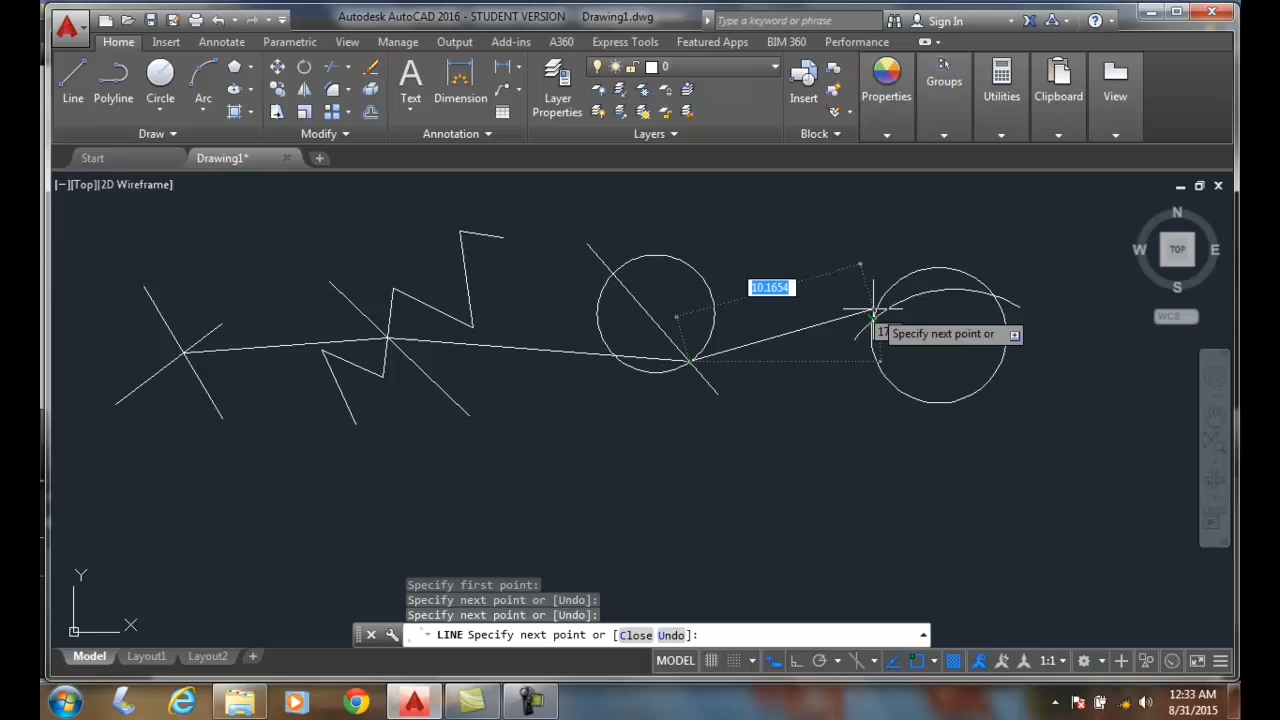 Autodesk AutoCAD 2016 - STUDENT VERSION Drawing1.dwg
Type a keyword or phrase
Sign In
Home Insert Annotate Parametric View Manage Output Add-ins A360 Express Tools Featured Apps BIM 360 Performance
0
Line Polyline Circle Arc
Text Dimension
Layer
Properties
Insert
Properties
Groups
Utilities
Clipboard
View
Draw Modify Annotation Layers Block
Start Drawing1*
[−][Top][2D Wireframe]
N
W TOP E
S
WCS
10.1654
17
Specify next point or
Y
X
Specify first point:
Specify next point or [Undo]:
Specify next point or [Undo]:
LINE Specify next point or [Close Undo]:
Model Layout1 Layout2
MODEL
1:1
12:33 AM
8/31/2015